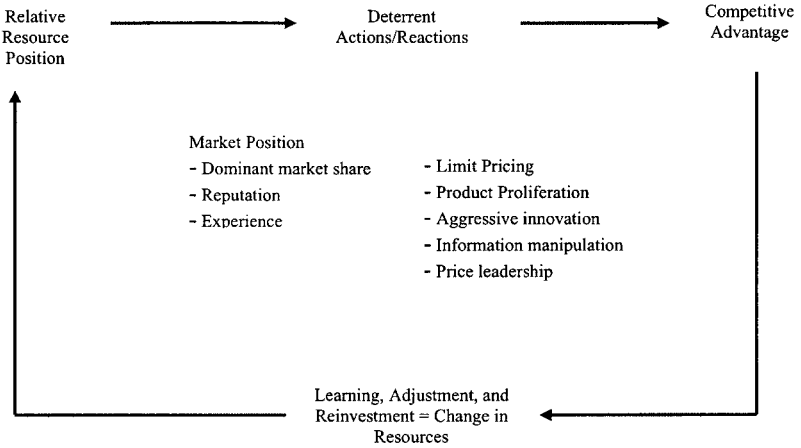 Relative
Resource
Position
Deterrent
Actions/Reactions
Competitive
Advantage
Market Position
- Dominant market share
- Reputation
- Experience
- Limit Pricing
- Product Proliferation
- Aggressive innovation
- Information manipulation
- Price leadership
Learning, Adjustment, and
Reinvestment = Change in
Resources